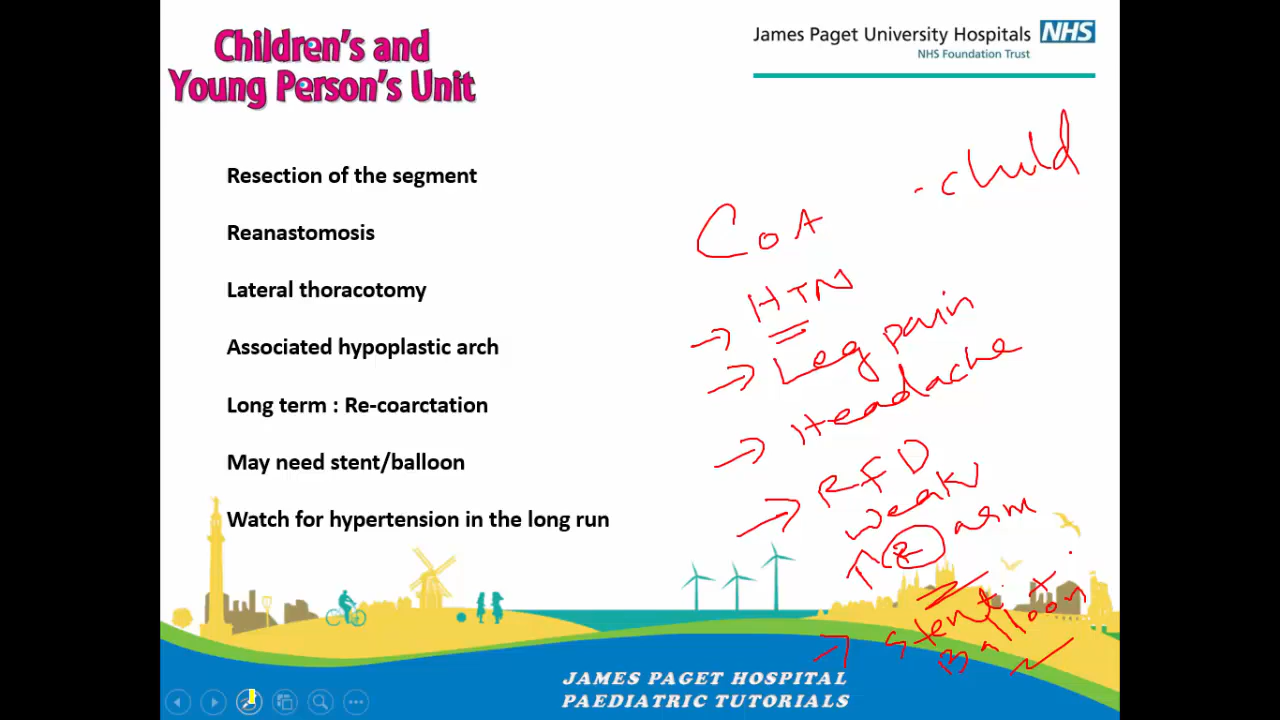 Children's and
Young Person's Unit
James Paget University Hospitals NHS
NHS Foundation Trust
Resection of the segment
Reanastomosis
Lateral thoracotomy
Associated hypoplastic arch
Long term : Re-coarctation
May need stent/balloon
Watch for hypertension in the long run
child
CoA
→ HTN
→ Leg pain
→ Headache
→ RFD
weak
arm
→ stent
Balloon
JAMES PAGET HOSPITAL
PAEDIATRIC TUTORIALS